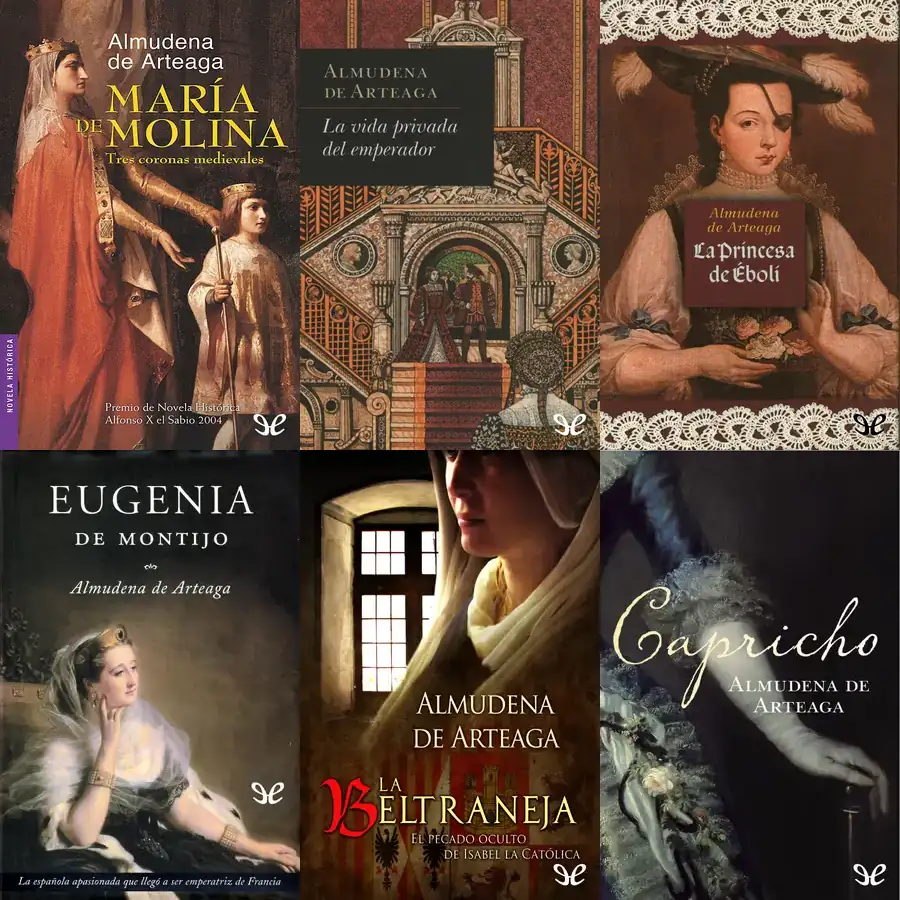 Almudena
de Arteaga
MARÍA
DE MOLINA
Tres coronas medievales
NOVELA HISTÓRICA
Premio de Novela Histórica
Alfonso X el Sabio 2004
ALMUDENA
DE ARTEAGA
La vida privada
del emperador
Almudena
de Arteaga
La Princesa
de Éboli
EUGENIA
DE MONTIJO
Almudena de Arteaga
La española apasionada que llegó a ser emperatriz de Francia
ALMUDENA
DE ARTEAGA
LA
BELTRANEJA
EL PECADO OCULTO
DE ISABEL LA CATÓLICA
Capricho
ALMUDENA DE
ARTEAGA